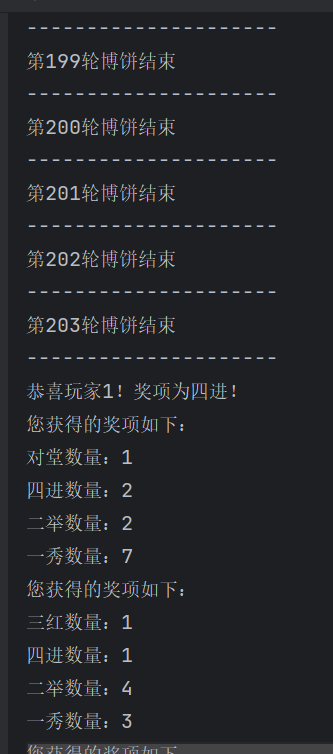 ---------------------
第199轮博饼结束
---------------------
第200轮博饼结束
---------------------
第201轮博饼结束
---------------------
第202轮博饼结束
---------------------
第203轮博饼结束
---------------------
恭喜玩家1! 奖项为四进!
您获得的奖项如下:
对堂数量: 1
四进数量: 2
二举数量: 2
一秀数量: 7
您获得的奖项如下:
三红数量: 1
四进数量: 1
二举数量: 4
一秀数量: 3
您获得的奖项如下